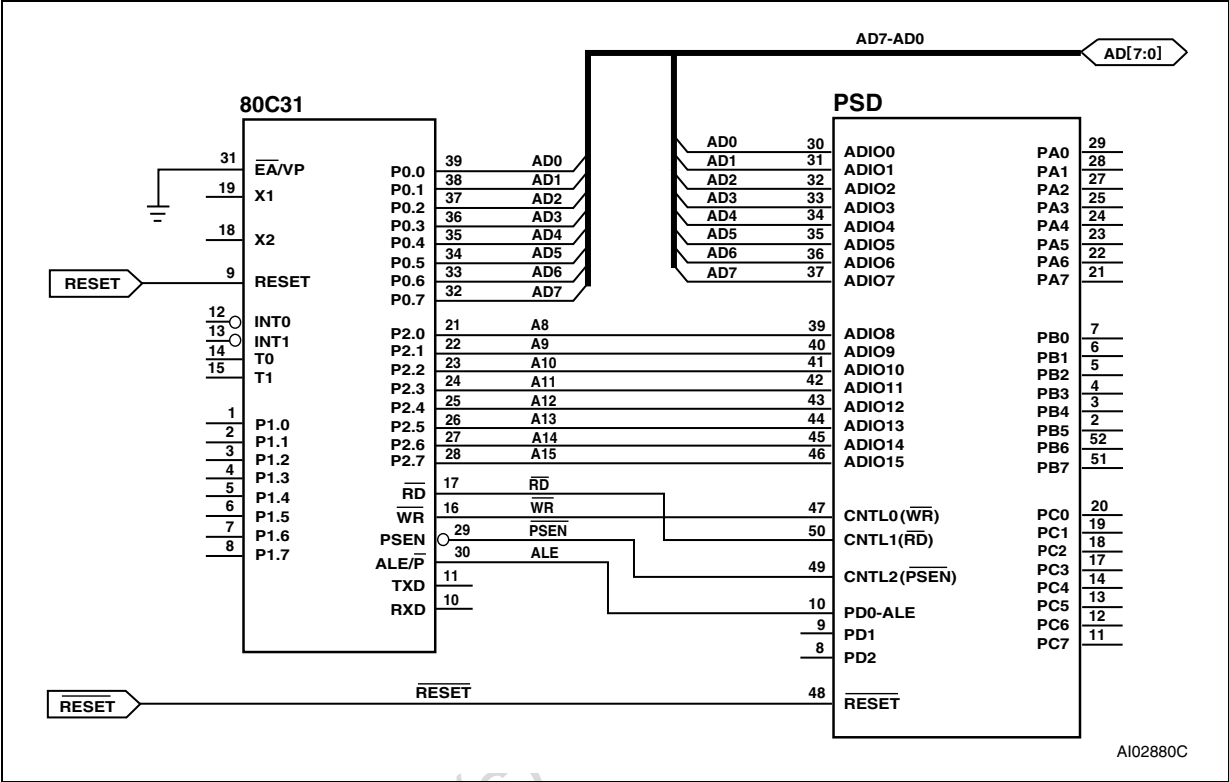 AD7-AD0
AD[7:0]
80C31
PSD
31
EA/VP
19
X1
18
X2
RESET
9
RESET
12
INT0
13
INT1
14
T0
15
T1
1
P1.0
2
P1.1
3
P1.2
4
P1.3
5
P1.4
6
P1.5
7
P1.6
8
P1.7
P0.0 39 AD0
P0.1 38 AD1
P0.2 37 AD2
P0.3 36 AD3
P0.4 35 AD4
P0.5 34 AD5
P0.6 33 AD6
P0.7 32 AD7
P2.0 21 A8
P2.1 22 A9
P2.2 23 A10
P2.3 24 A11
P2.4 25 A12
P2.5 26 A13
P2.6 27 A14
P2.7 28 A15
RD 17 RD
WR 16 WR
PSEN 29 PSEN
ALE/P 30 ALE
TXD 11
RXD 10
AD0 30 ADIO0
AD1 31 ADIO1
AD2 32 ADIO2
AD3 33 ADIO3
AD4 34 ADIO4
AD5 35 ADIO5
AD6 36 ADIO6
AD7 37 ADIO7
39 ADIO8
40 ADIO9
41 ADIO10
42 ADIO11
43 ADIO12
44 ADIO13
45 ADIO14
46 ADIO15
47 CNTL0(WR)
50 CNTL1(RD)
49 CNTL2(PSEN)
10 PD0-ALE
9 PD1
8 PD2
48 RESET
PA0 29
PA1 28
PA2 27
PA3 25
PA4 24
PA5 23
PA6 22
PA7 21
PB0 7
PB1 6
PB2 5
PB3 4
PB4 3
PB5 2
PB6 52
PB7 51
PC0 20
PC1 19
PC2 18
PC3 17
PC4 14
PC5 13
PC6 12
PC7 11
RESET
RESET
AI02880C